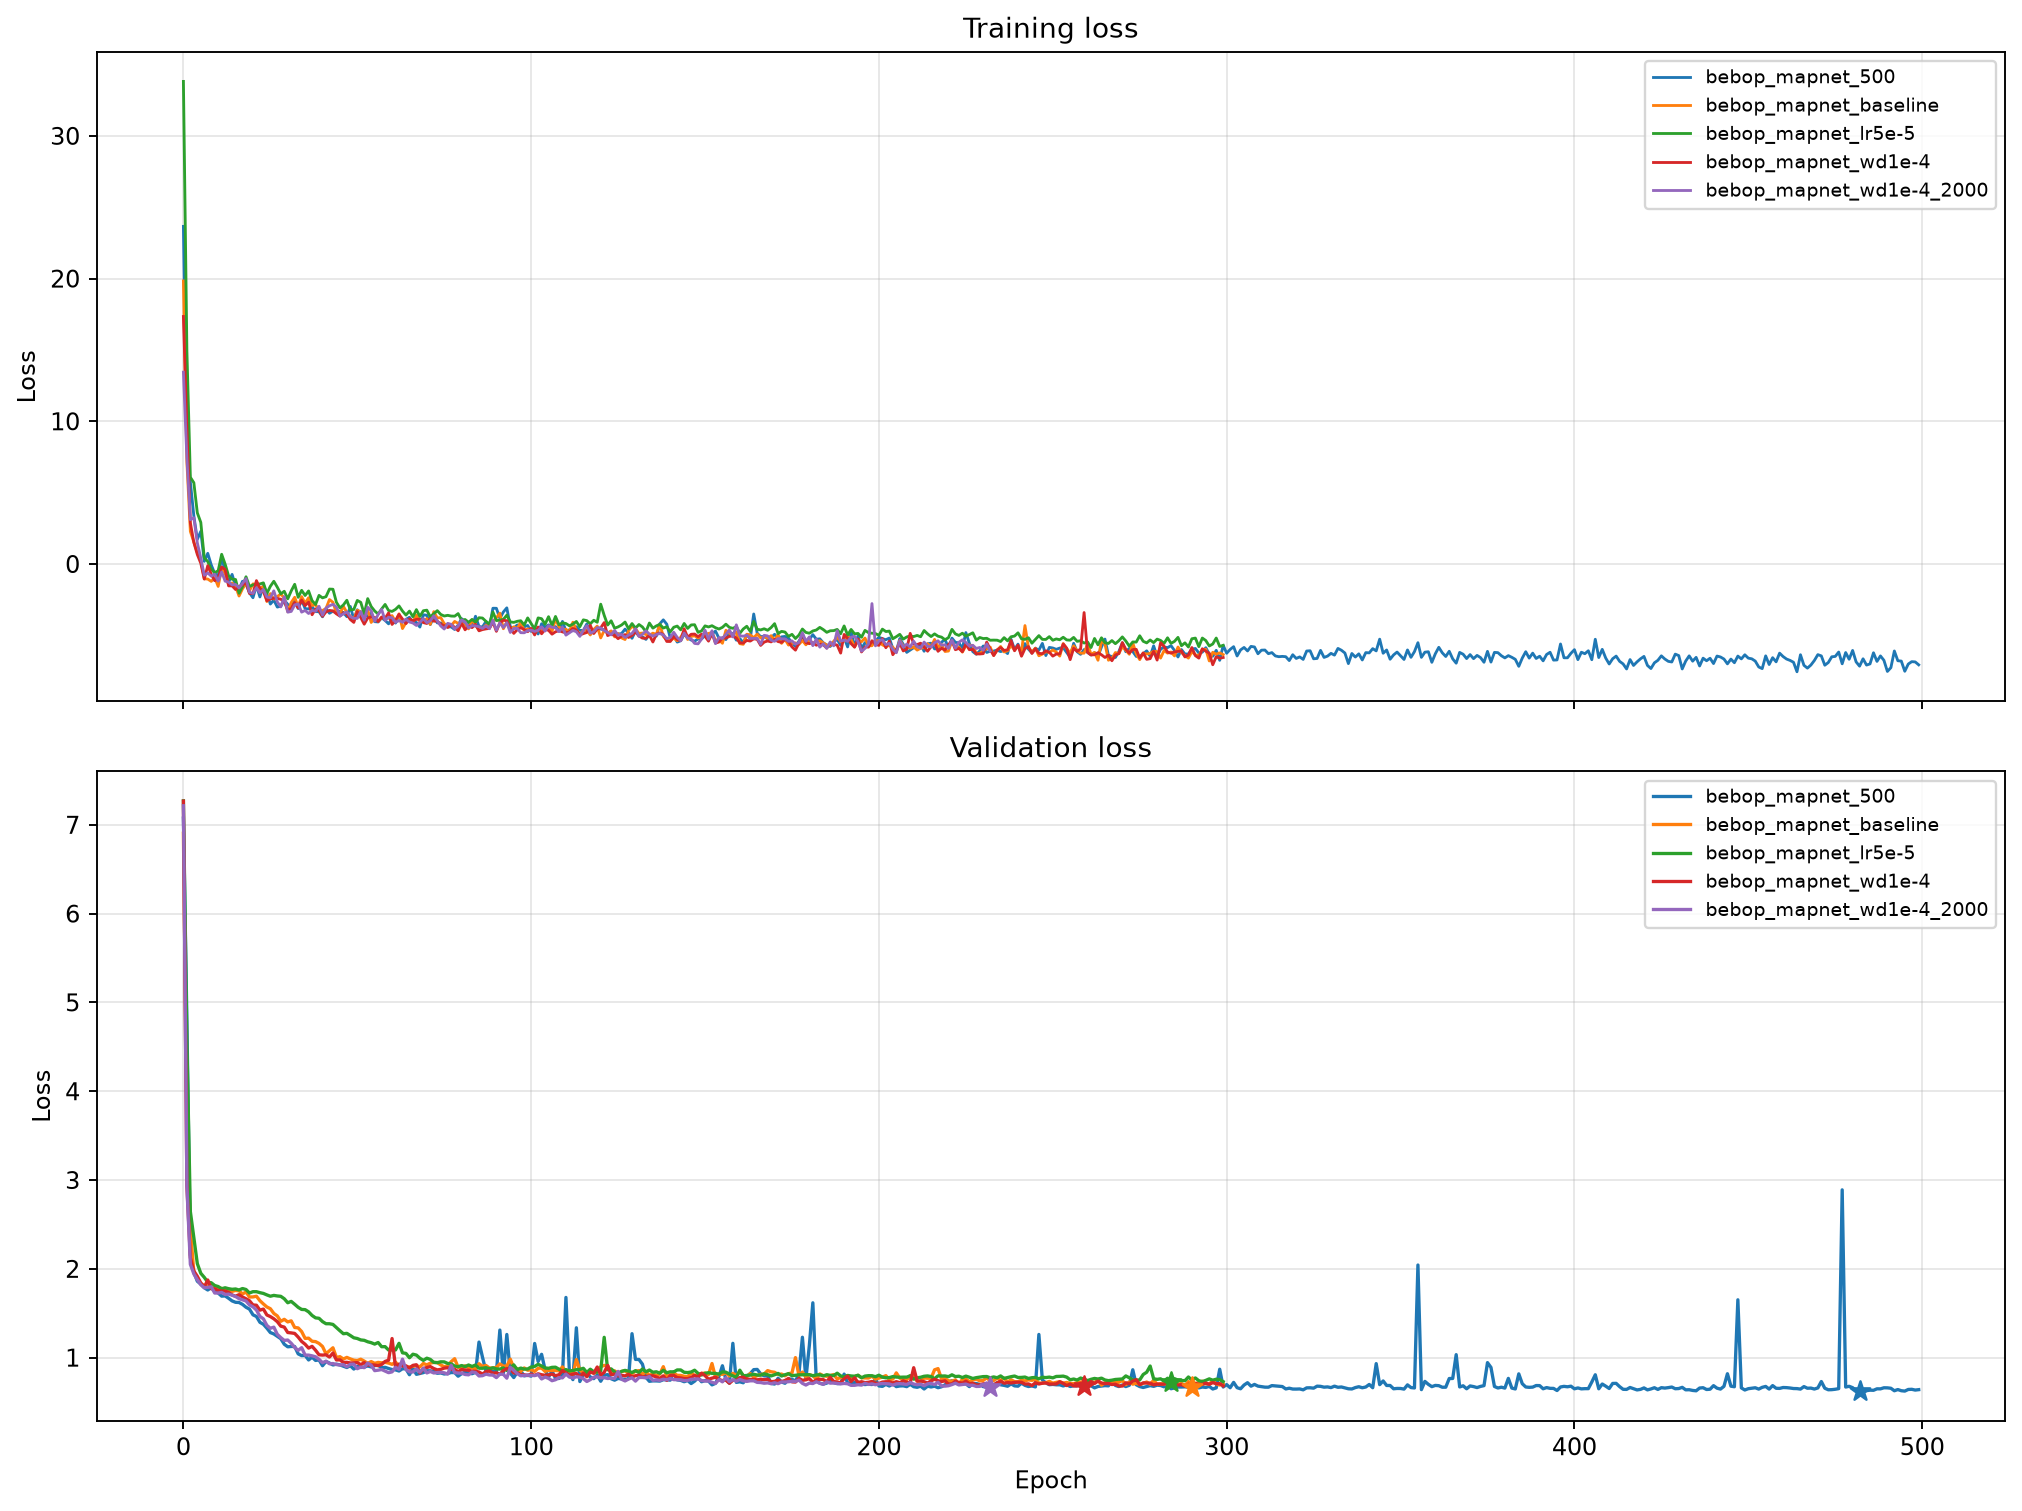 Training loss
bebop_mapnet_500
bebop_mapnet_baseline
bebop_mapnet_lr5e-5
bebop_mapnet_wd1e-4
bebop_mapnet_wd1e-4_2000
30
20
10
0
Loss
Validation loss
bebop_mapnet_500
bebop_mapnet_baseline
bebop_mapnet_lr5e-5
bebop_mapnet_wd1e-4
bebop_mapnet_wd1e-4_2000
7
6
5
4
3
2
1
Loss
0 100 200 300 400 500
Epoch